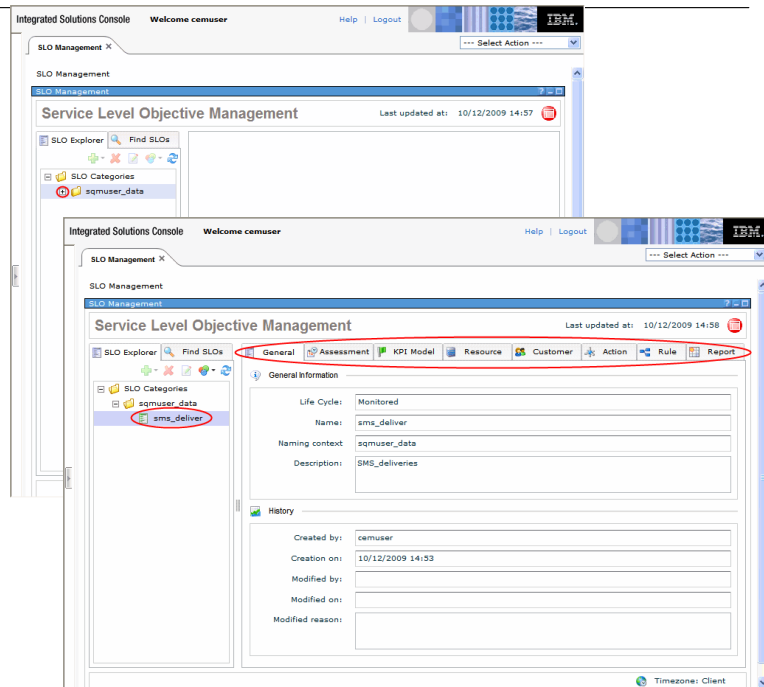 Integrated Solutions Console Welcome cemuser Help | Logout IBM.
SLO Management × --- Select Action ---
SLO Management
SLO Management
Service Level Objective Management Last updated at: 10/12/2009 14:57
SLO Explorer Find SLOs
SLO Categories
sqmuser_data
Integrated Solutions Console Welcome cemuser Help | Logout IBM.
SLO Management × --- Select Action ---
SLO Management
SLO Management
Service Level Objective Management Last updated at: 10/12/2009 14:58
SLO Explorer Find SLOs General Assessment KPI Model Resource Customer Action Rule Report
SLO Categories
sqmuser_data
sms_deliver
General Information
Life Cycle: Monitored
Name: sms_deliver
Naming context sqmuser_data
Description: SMS_deliveries
History
Created by: cemuser
Creation on: 10/12/2009 14:53
Modified by:
Modified on:
Modified reason:
Timezone: Client